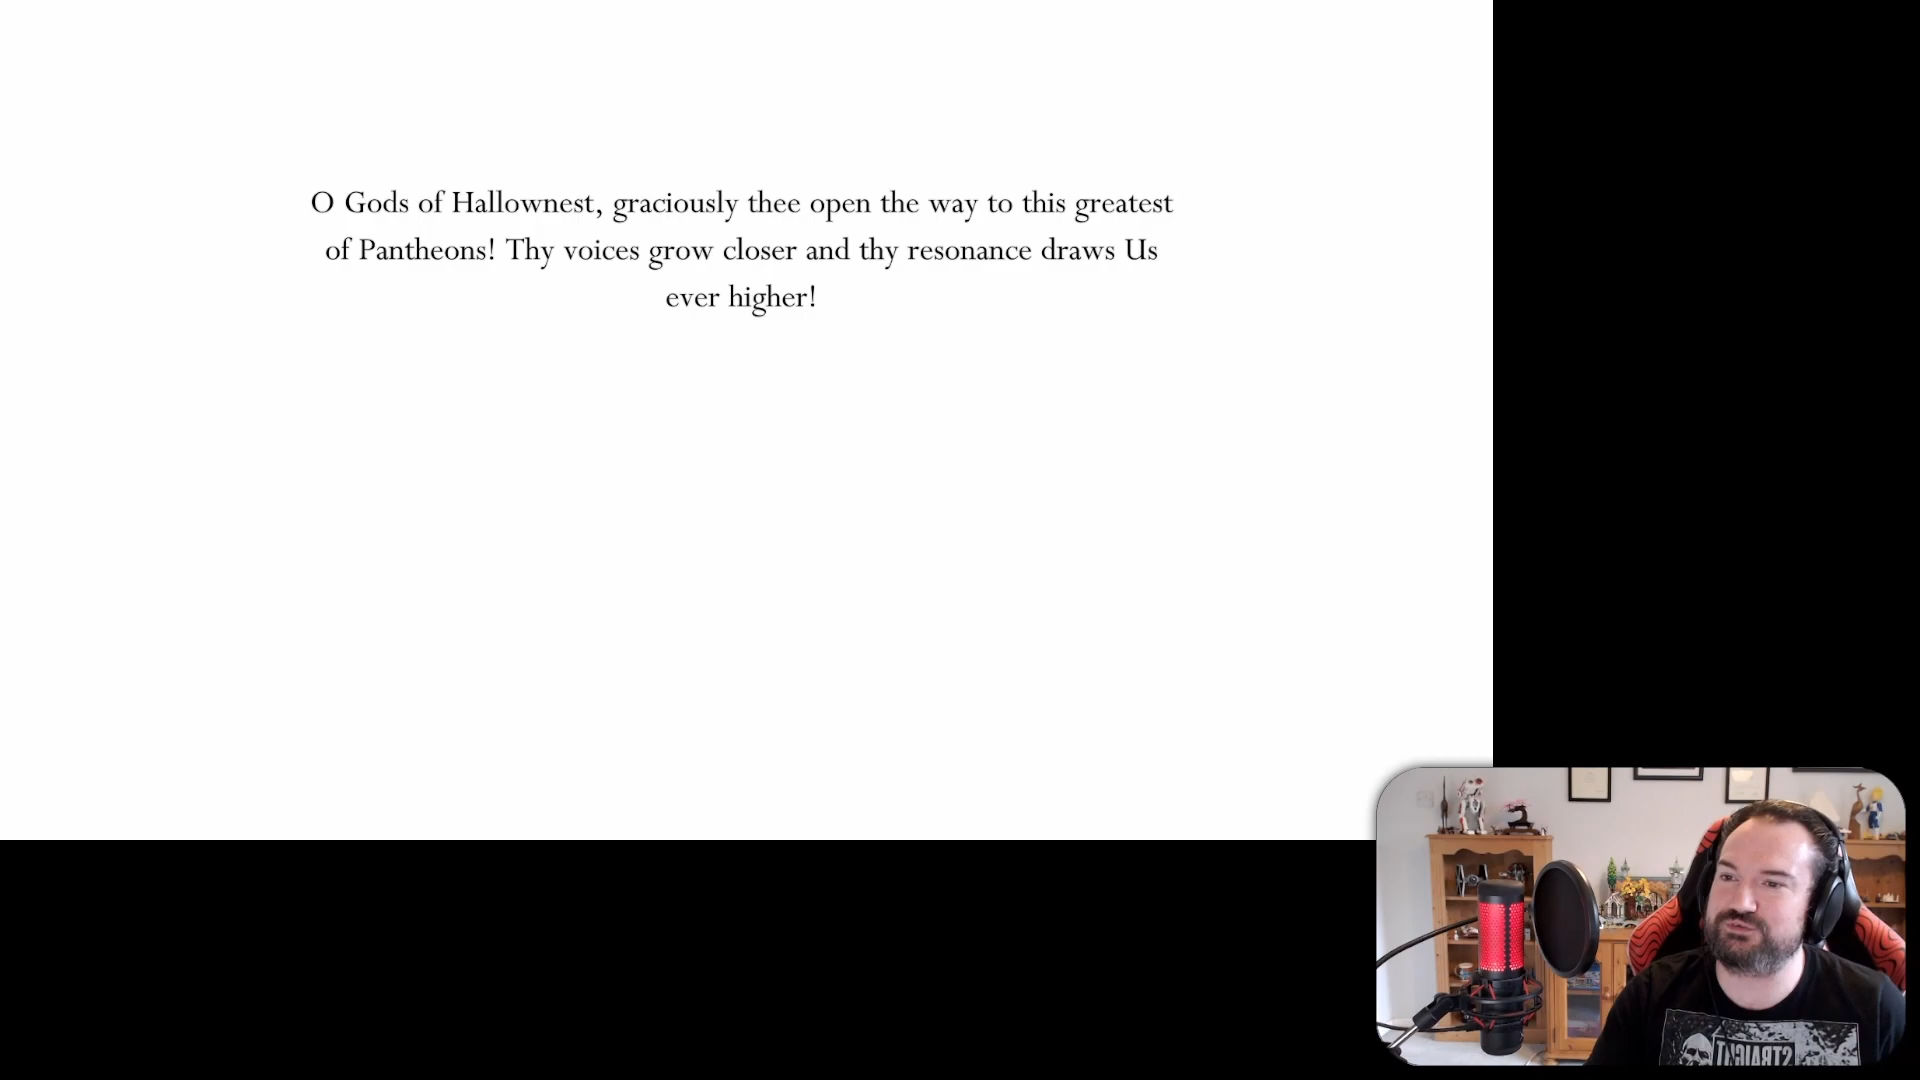 O Gods of Hallownest, graciously thee open the way to this greatest
of Pantheons! Thy voices grow closer and thy resonance draws Us
ever higher!
STRAIGHT